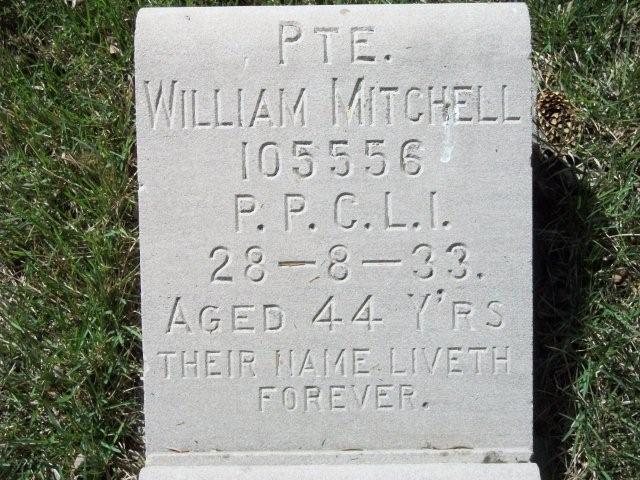 PTE.
WILLIAM MITCHELL
105556
P.P.C.L.I.
28-8-33.
AGED 44 Y'RS
THEIR NAME LIVETH
FOREVER.